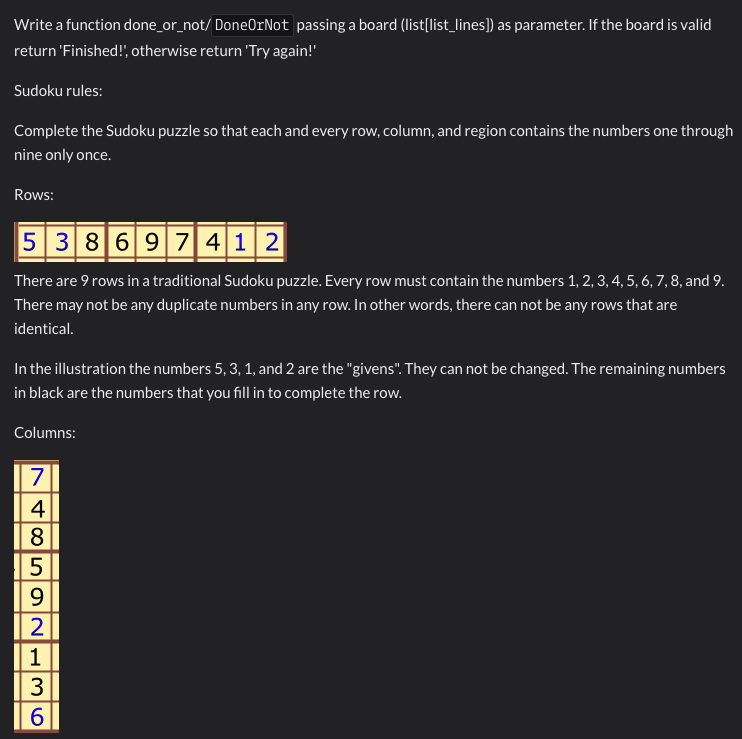 Write a function done_or_not/DoneOrNot passing a board (list[list_lines]) as parameter. If the board is valid
return 'Finished!', otherwise return 'Try again!'
Sudoku rules:
Complete the Sudoku puzzle so that each and every row, column, and region contains the numbers one through
nine only once.
Rows:
5 3 8 6 9 7 4 1 2
There are 9 rows in a traditional Sudoku puzzle. Every row must contain the numbers 1, 2, 3, 4, 5, 6, 7, 8, and 9.
There may not be any duplicate numbers in any row. In other words, there can not be any rows that are
identical.
In the illustration the numbers 5, 3, 1, and 2 are the "givens". They can not be changed. The remaining numbers
in black are the numbers that you fill in to complete the row.
Columns:
7
4
8
5
9
2
1
3
6